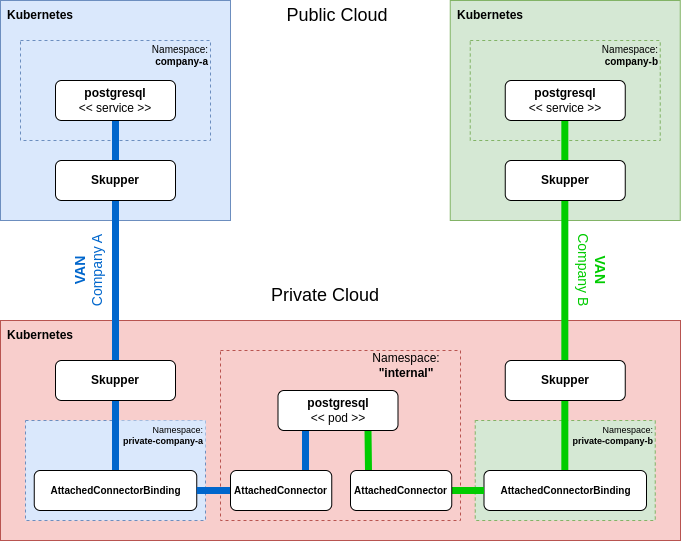 Public Cloud
Kubernetes
Namespace:
company-a
postgresql
<< service >>
Skupper
Kubernetes
Namespace:
company-b
postgresql
<< service >>
Skupper
VAN
Company A
VAN
Company B
Private Cloud
Kubernetes
Skupper
Namespace:
private-company-a
AttachedConnectorBinding
Namespace:
"internal"
postgresql
<< pod >>
AttachedConnector
AttachedConnector
Skupper
Namespace:
private-company-b
AttachedConnectorBinding